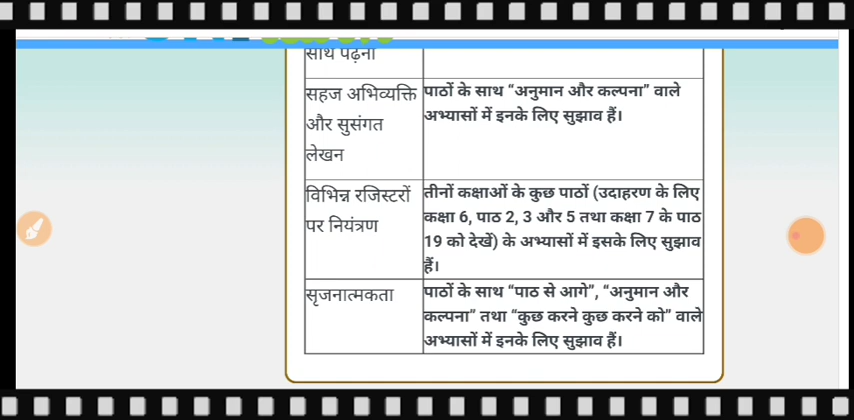 साथ पढ़ना
सहज अभिव्यक्ति
और सुसंगत
लेखन
पाठों के साथ “अनुमान और कल्पना” वाले
अभ्यासों में इनके लिए सुझाव हैं।
विभिन्न रजिस्टरों
पर नियंत्रण
तीनों कक्षाओं के कुछ पाठों (उदाहरण के लिए
कक्षा 6, पाठ 2, 3 और 5 तथा कक्षा 7 के पाठ
19 को देखें) के अभ्यासों में इसके लिए सुझाव
हैं।
सृजनात्मकता
पाठों के साथ “पाठ से आगे”, “अनुमान और
कल्पना” तथा “कुछ करने कुछ करने को” वाले
अभ्यासों में इनके लिए सुझाव हैं।